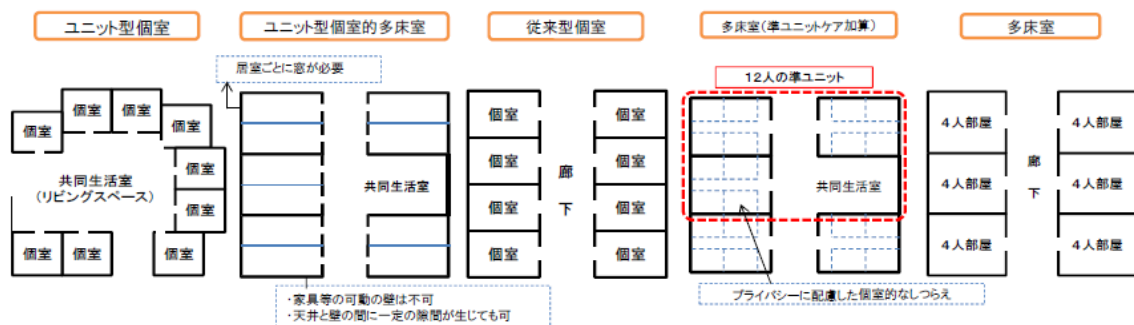 ユニット型個室
ユニット型個室的多床室
従来型個室
多床室(準ユニットケア加算)
多床室
居室ごとに窓が必要
12人の準ユニット
個室
個室
個室
個室
個室
個室
共同生活室
(リビングスペース)
個室
個室
個室
共同生活室
・家具等の可動の壁は不可
・天井と壁の間に一定の隙間が生じても可
個室
個室
個室
個室
廊
下
個室
個室
個室
個室
共同生活室
プライバシーに配慮した個室的なしつらえ
4人部屋
4人部屋
4人部屋
廊
下
4人部屋
4人部屋
4人部屋